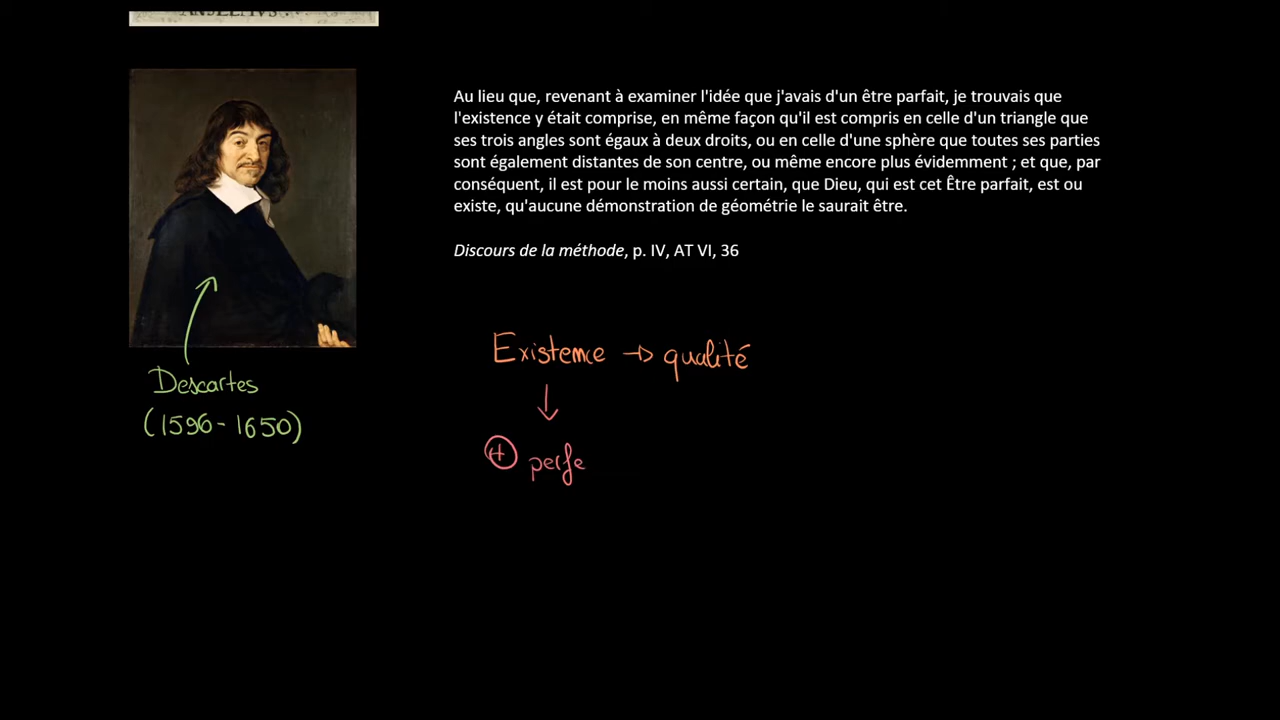 ANSELMVS
Au lieu que, revenant à examiner l'idée que j'avais d'un être parfait, je trouvais que
l'existence y était comprise, en même façon qu'il est compris en celle d'un triangle que
ses trois angles sont égaux à deux droits, ou en celle d'une sphère que toutes ses parties
sont également distantes de son centre, ou même encore plus évidemment ; et que, par
conséquent, il est pour le moins aussi certain, que Dieu, qui est cet Être parfait, est ou
existe, qu'aucune démonstration de géométrie le saurait être.
Discours de la méthode, p. IV, AT VI, 36
Existence → qualité
↓
+ perfe
Descartes
(1596-1650)